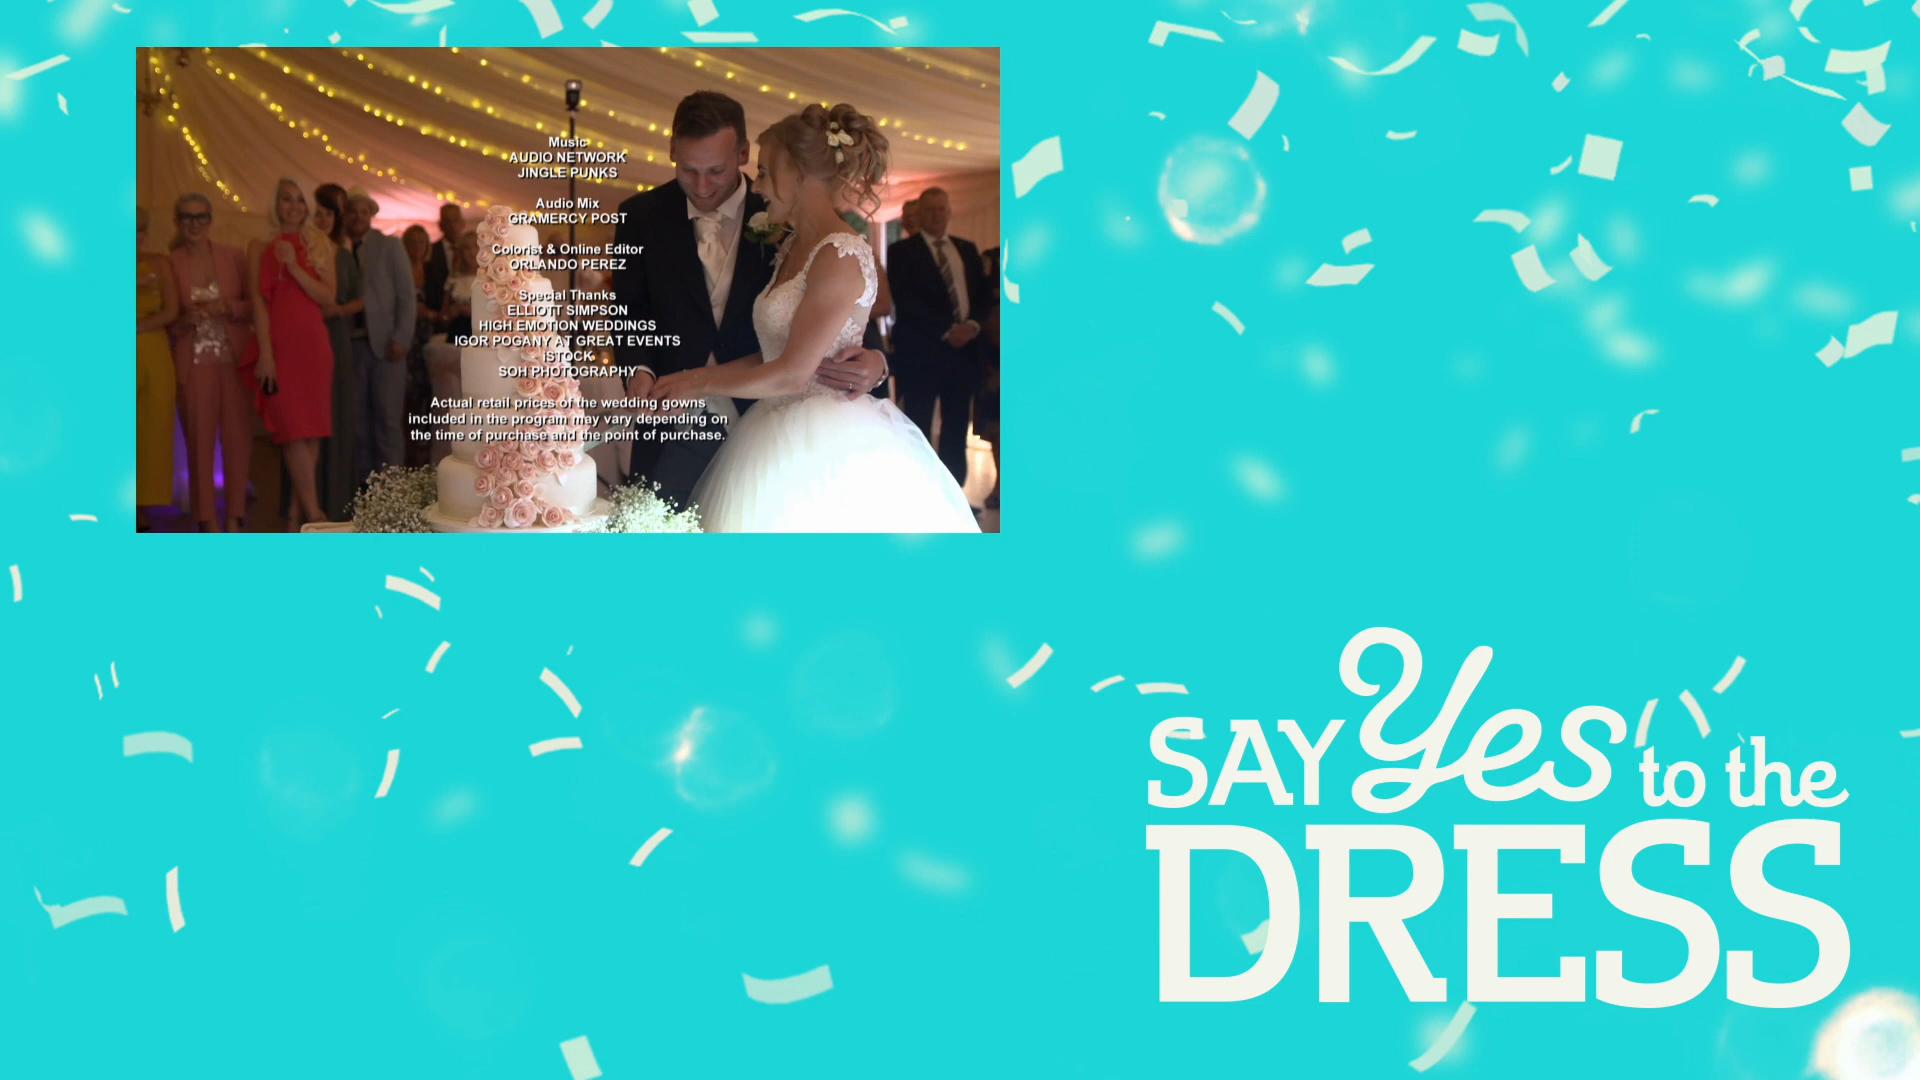 Music
AUDIO NETWORK
JINGLE PUNKS
Audio Mix
GRAMERCY POST
Colorist & Online Editor
ORLANDO PEREZ
Special Thanks
ELLIOTT SIMPSON
HIGH EMOTION WEDDINGS
IGOR POGANY AT GREAT EVENTS
iSTOCK
SOH PHOTOGRAPHY
Actual retail prices of the wedding gowns
included in the program may vary depending on
the time of purchase and the point of purchase.
SAY Yes to the
DRESS